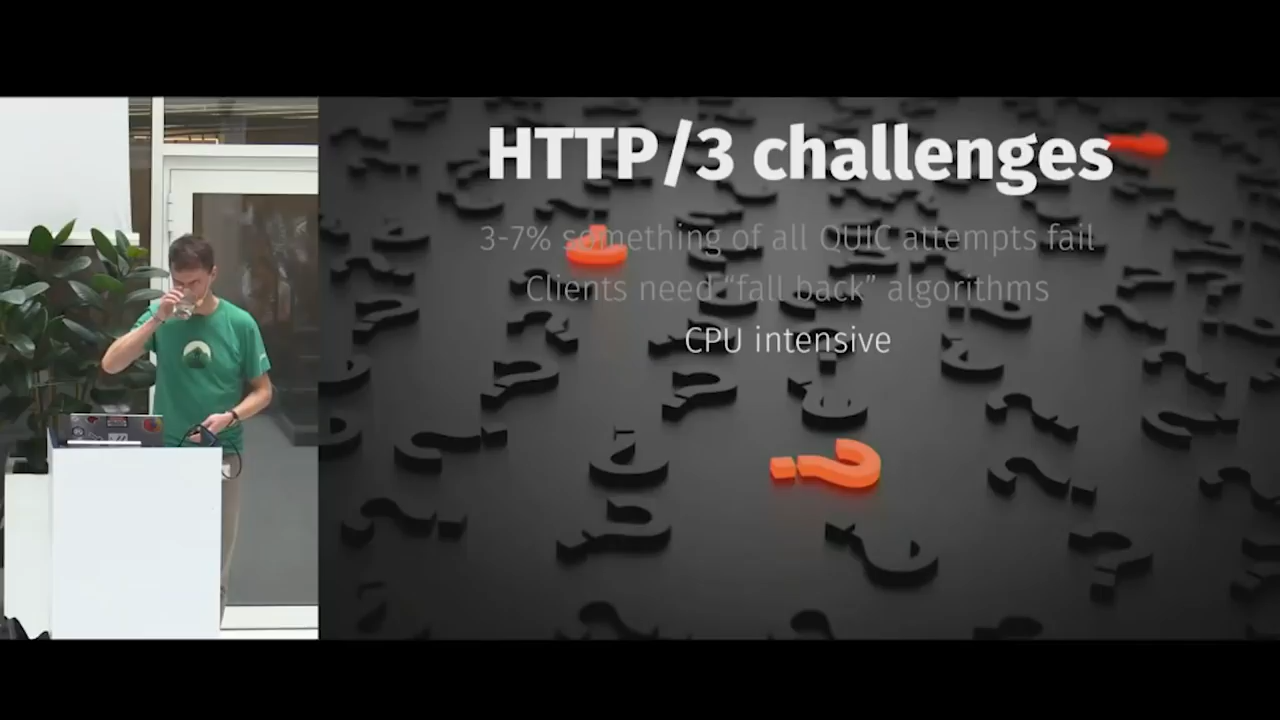 HTTP/3 challenges
3-7% something of all QUIC attempts fail
Clients need “fall back” algorithms
CPU intensive